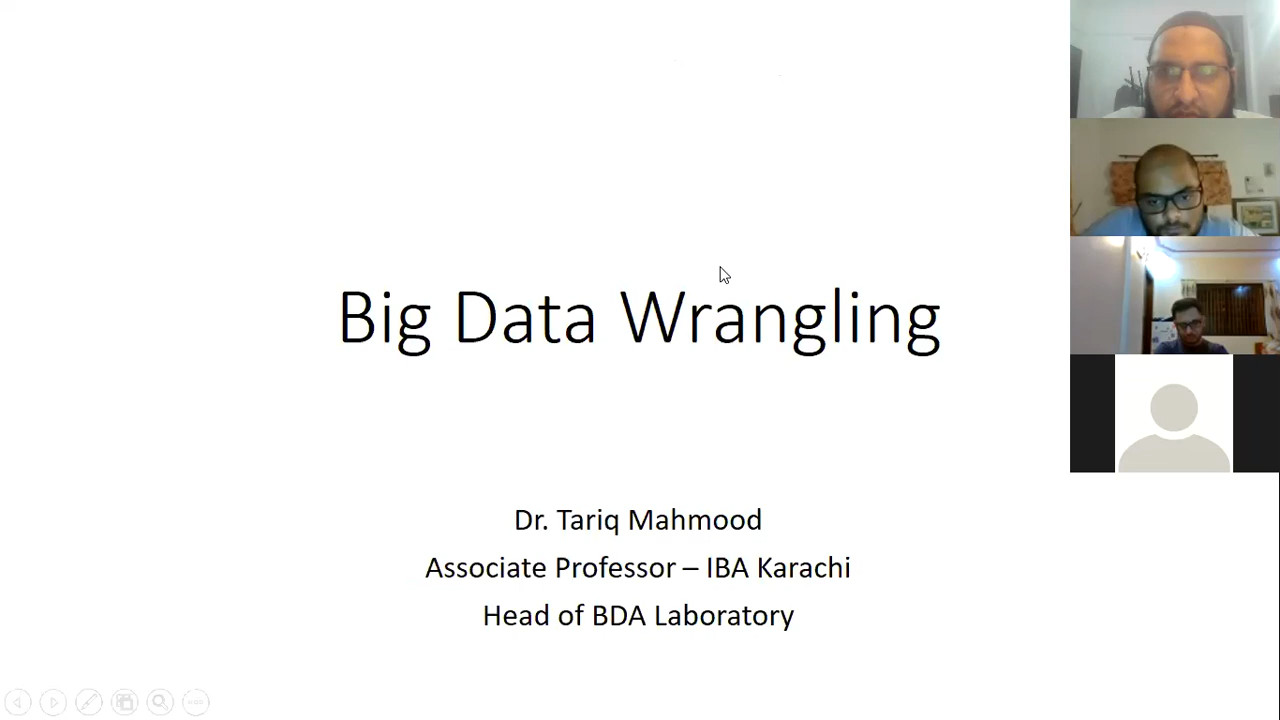 Big Data Wrangling
Dr. Tariq Mahmood
Associate Professor – IBA Karachi
Head of BDA Laboratory